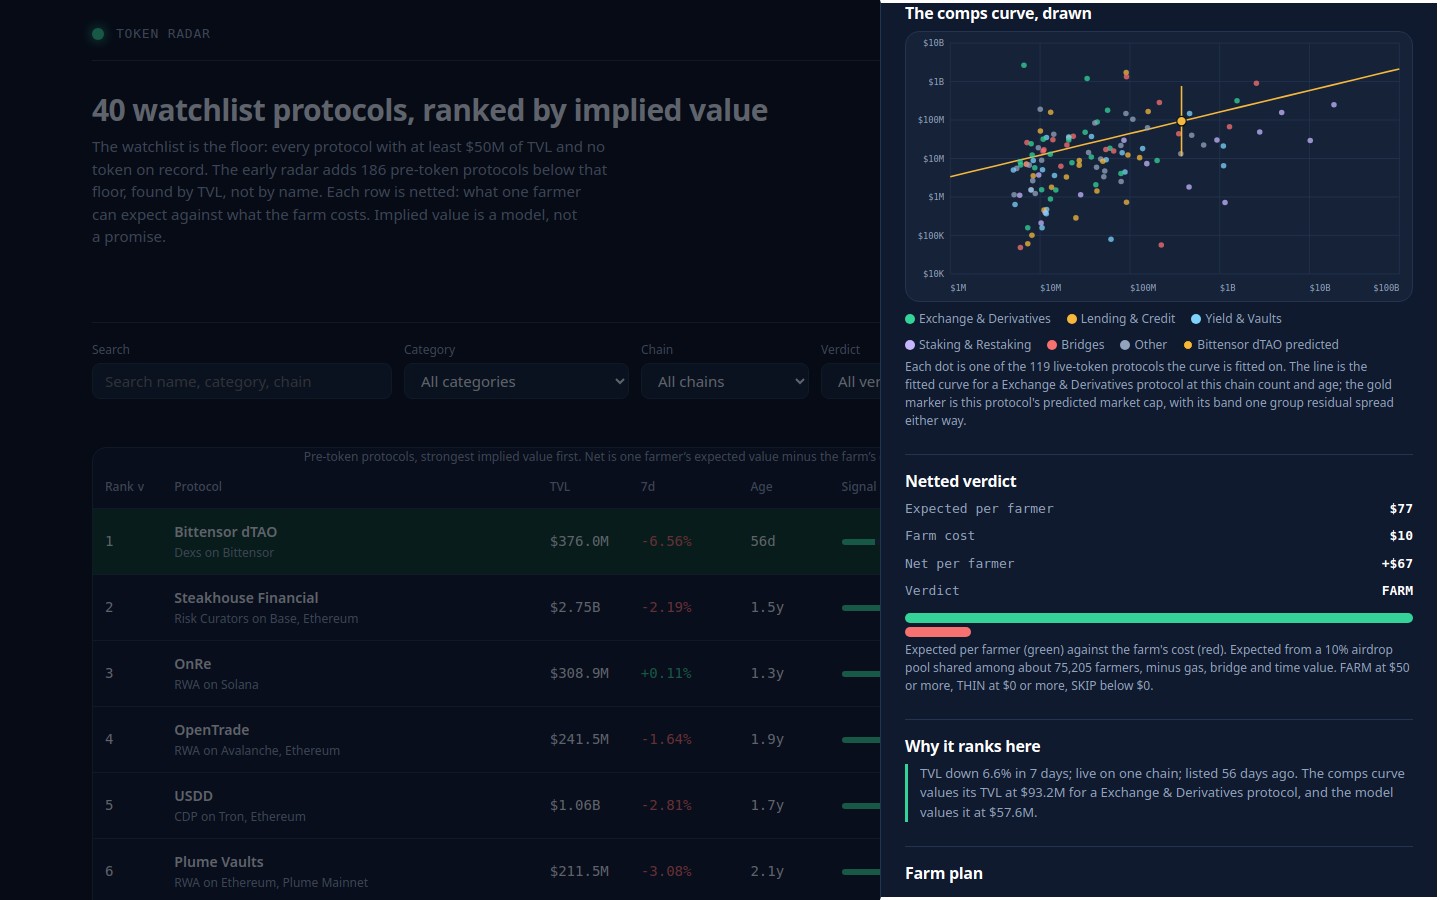 TOKEN RADAR
40 watchlist protocols, ranked by implied value
The watchlist is the floor: every protocol with at least $50M of TVL and no
token on record. The early radar adds 186 pre-token protocols below that
floor, found by TVL, not by name. Each row is netted: what one farmer
can expect against what the farm costs. Implied value is a model, not
a promise.
Search
Category
Chain
Verdict
Search name, category, chain
All categories
All chains
All ver
Pre-token protocols, strongest implied value first. Net is one farmer's expected value minus the farm's
Rank v
Protocol
TVL
7d
Age
Signal
1
Bittensor dTAO
Dexs on Bittensor
$376.0M
-6.56%
56d
2
Steakhouse Financial
Risk Curators on Base, Ethereum
$2.75B
-2.19%
1.5y
3
OnRe
RWA on Solana
$308.9M
+0.11%
1.3y
4
OpenTrade
RWA on Avalanche, Ethereum
$241.5M
-1.64%
1.9y
5
USDD
CDP on Tron, Ethereum
$1.06B
-2.81%
1.7y
6
Plume Vaults
RWA on Ethereum, Plume Mainnet
$211.5M
-3.08%
2.1y
The comps curve, drawn
$10B
$1B
$100M
$10M
$1M
$100K
$10K
$1M
$10M
$100M
$1B
$10B
$100B
Exchange & Derivatives
Lending & Credit
Yield & Vaults
Staking & Restaking
Bridges
Other
Bittensor dTAO predicted
Each dot is one of the 119 live-token protocols the curve is fitted on. The line is the
fitted curve for a Exchange & Derivatives protocol at this chain count and age; the gold
marker is this protocol's predicted market cap, with its band one group residual spread
either way.
Netted verdict
Expected per farmer
$77
Farm cost
$10
Net per farmer
+$67
Verdict
FARM
Expected per farmer (green) against the farm's cost (red). Expected from a 10% airdrop
pool shared among about 75,205 farmers, minus gas, bridge and time value. FARM at $50
or more, THIN at $0 or more, SKIP below $0.
Why it ranks here
TVL down 6.6% in 7 days; live on one chain; listed 56 days ago. The comps curve
values its TVL at $93.2M for a Exchange & Derivatives protocol, and the model
values it at $57.6M.
Farm plan